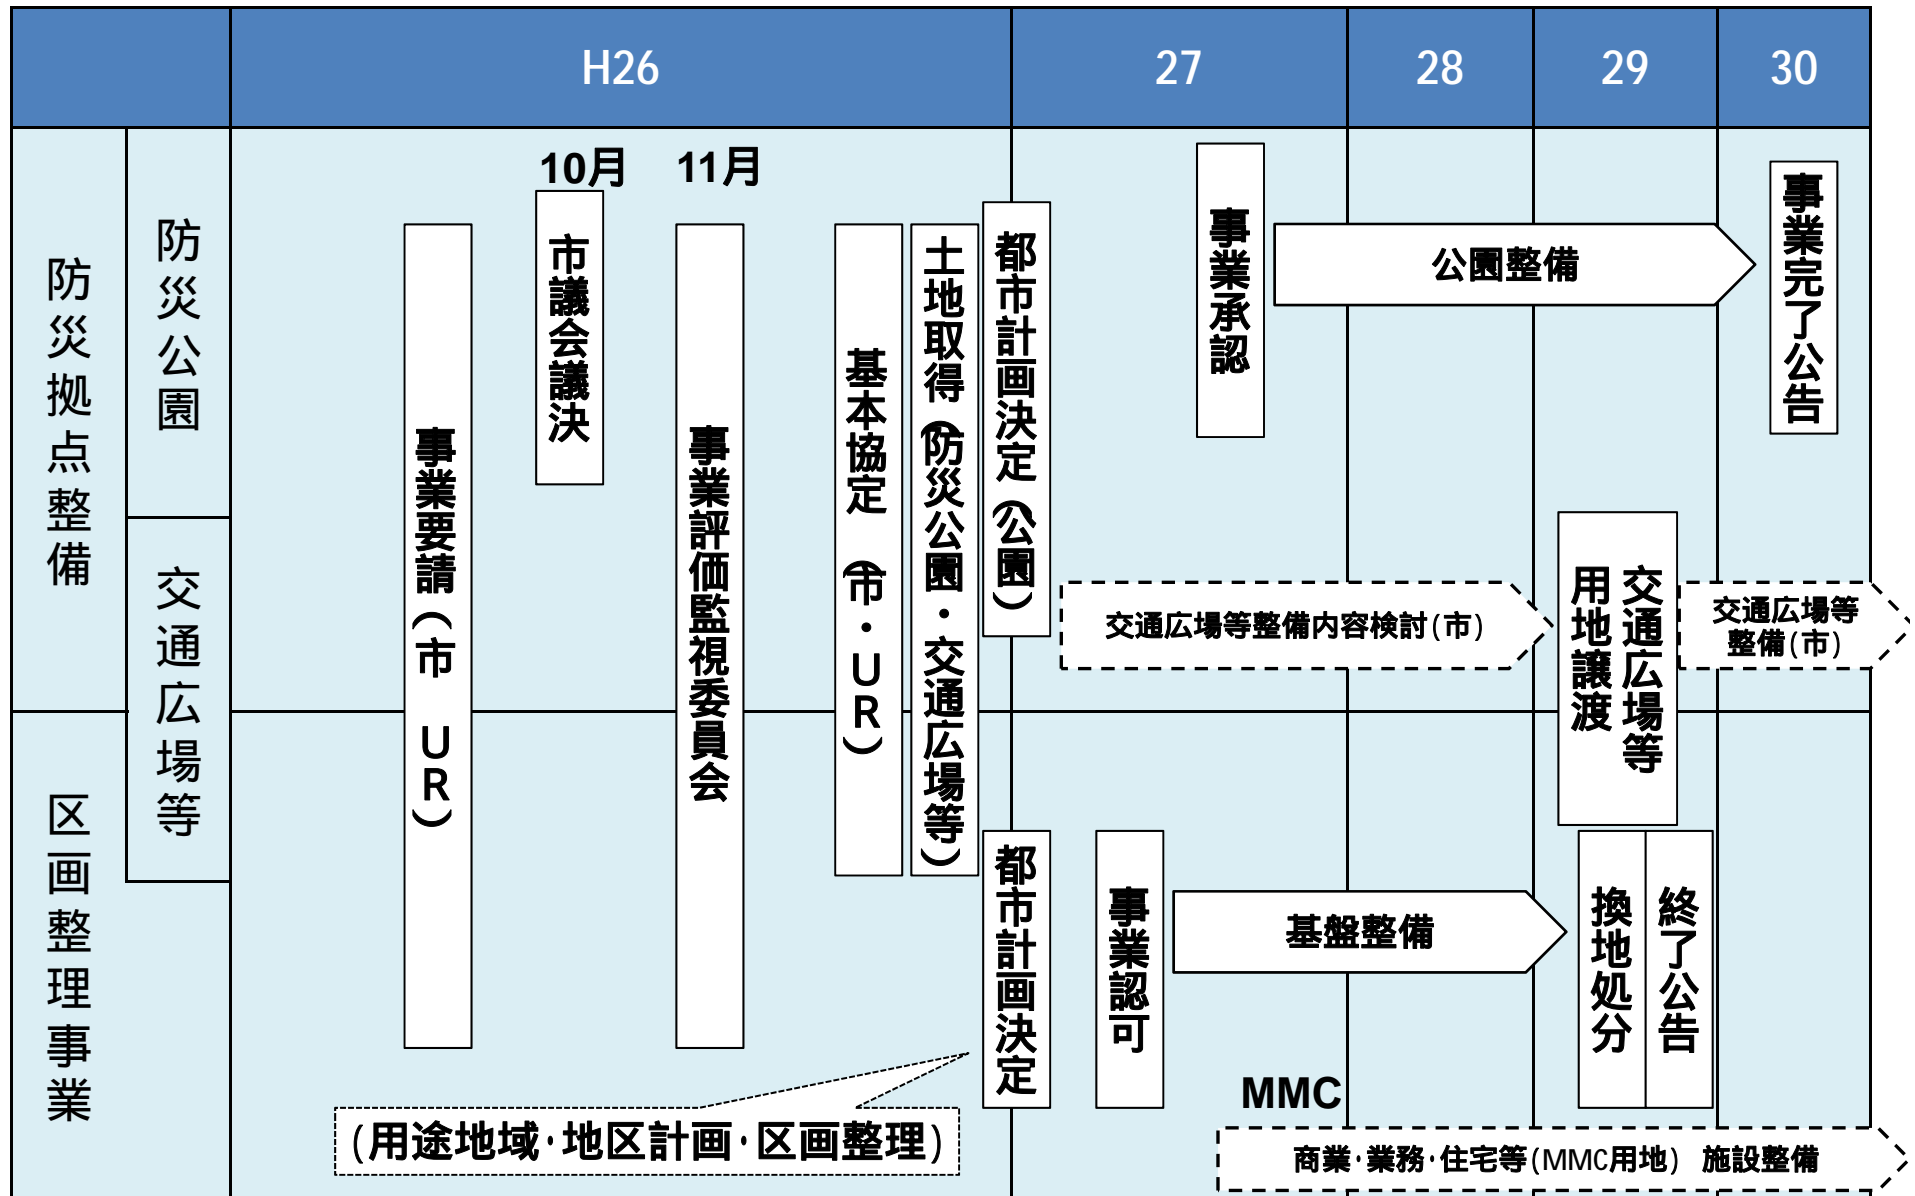 H26
27
28
29
30
防災拠点整備
防災公園
交通広場等
区画整理事業
10月
11月
事業要請(市　UR)
市議会議決
事業評価監視委員会
基本協定　(市・UR)
土地取得(防災公園・交通広場等)
都市計画決定(公園)
事業承認
公園整備
事業完了公告
交通広場等整備内容検討(市)
交通広場等
用地譲渡
交通広場等
整備(市)
都市計画決定
事業認可
基盤整備
換地処分
終了公告
(用途地域・地区計画・区画整理)
MMC
商業・業務・住宅等(MMC用地)　施設整備